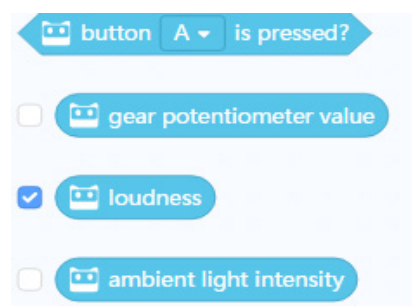 button A is pressed?
gear potentiometer value
loudness
ambient light intensity